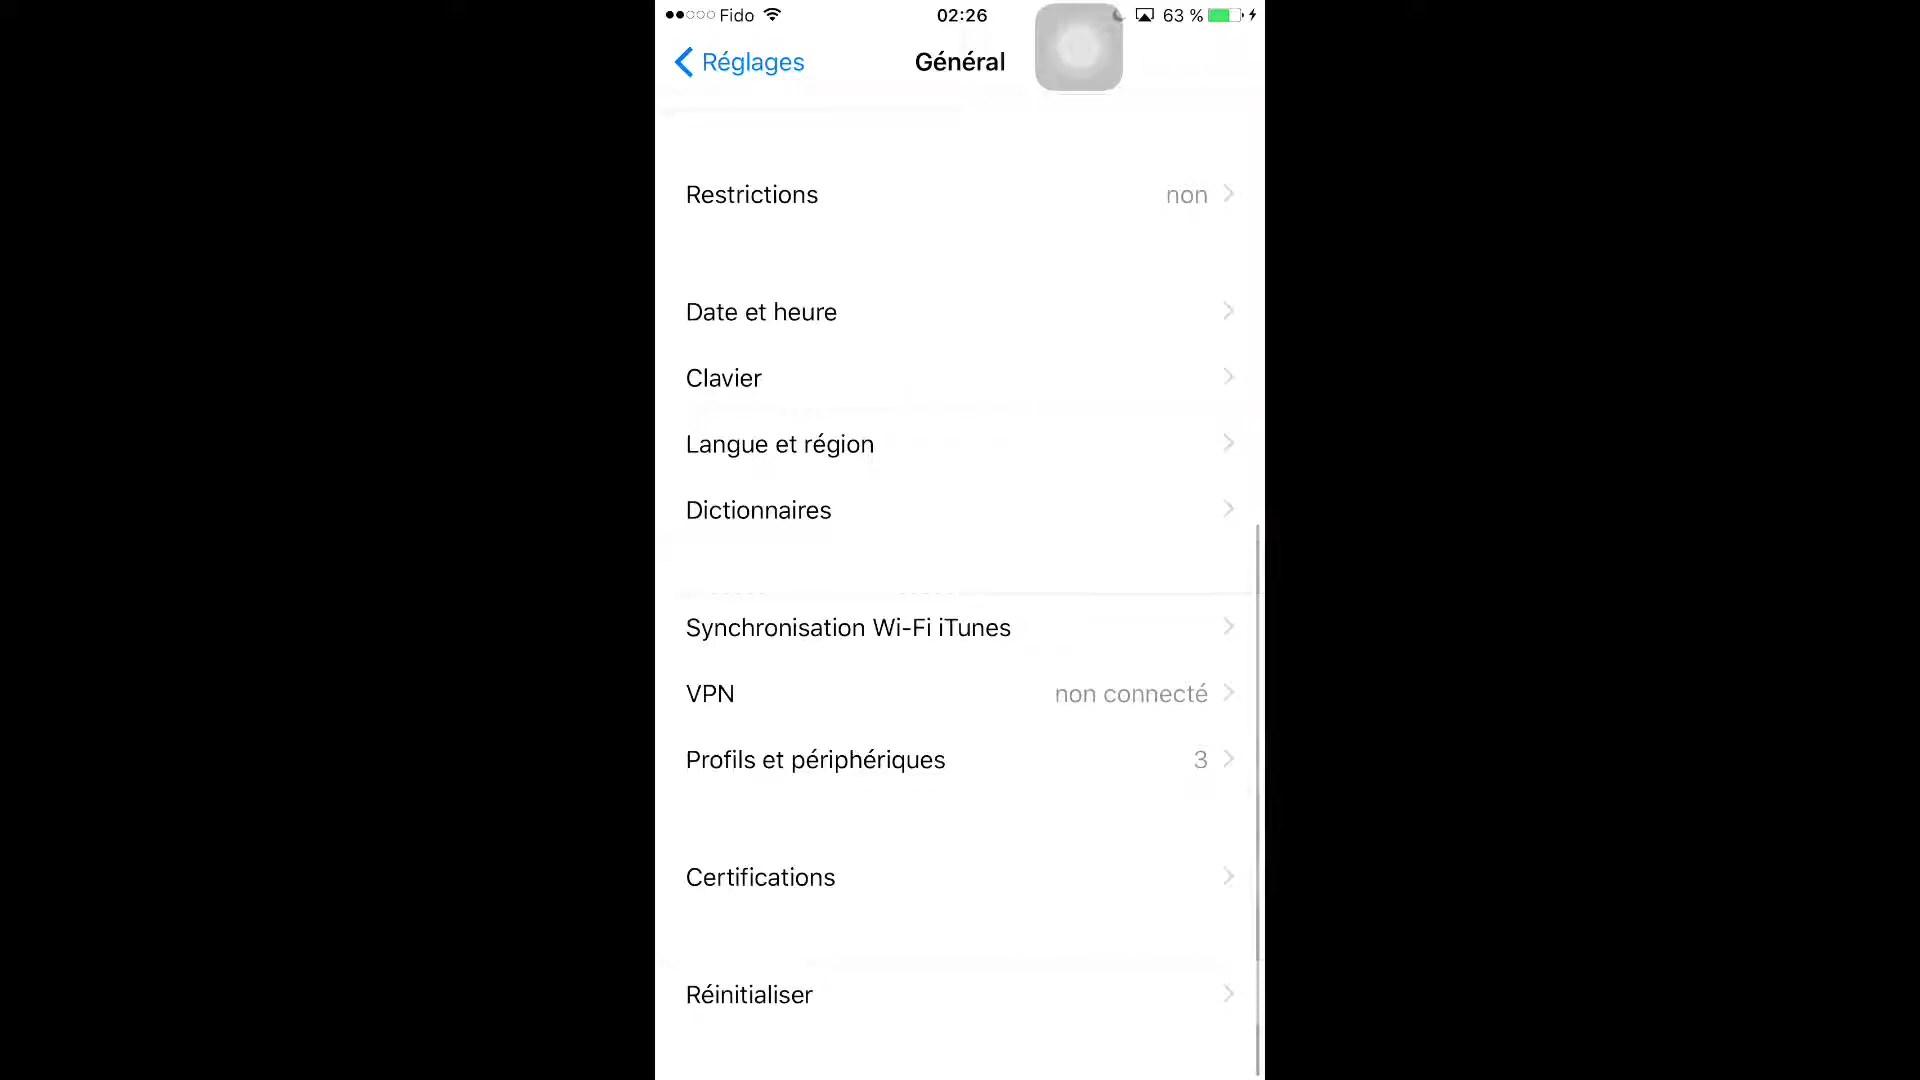 Fido 02:26 63 %
Réglages Général
Restrictions non
Date et heure
Clavier
Langue et région
Dictionnaires
Synchronisation Wi-Fi iTunes
VPN non connecté
Profils et périphériques 3
Certifications
Réinitialiser